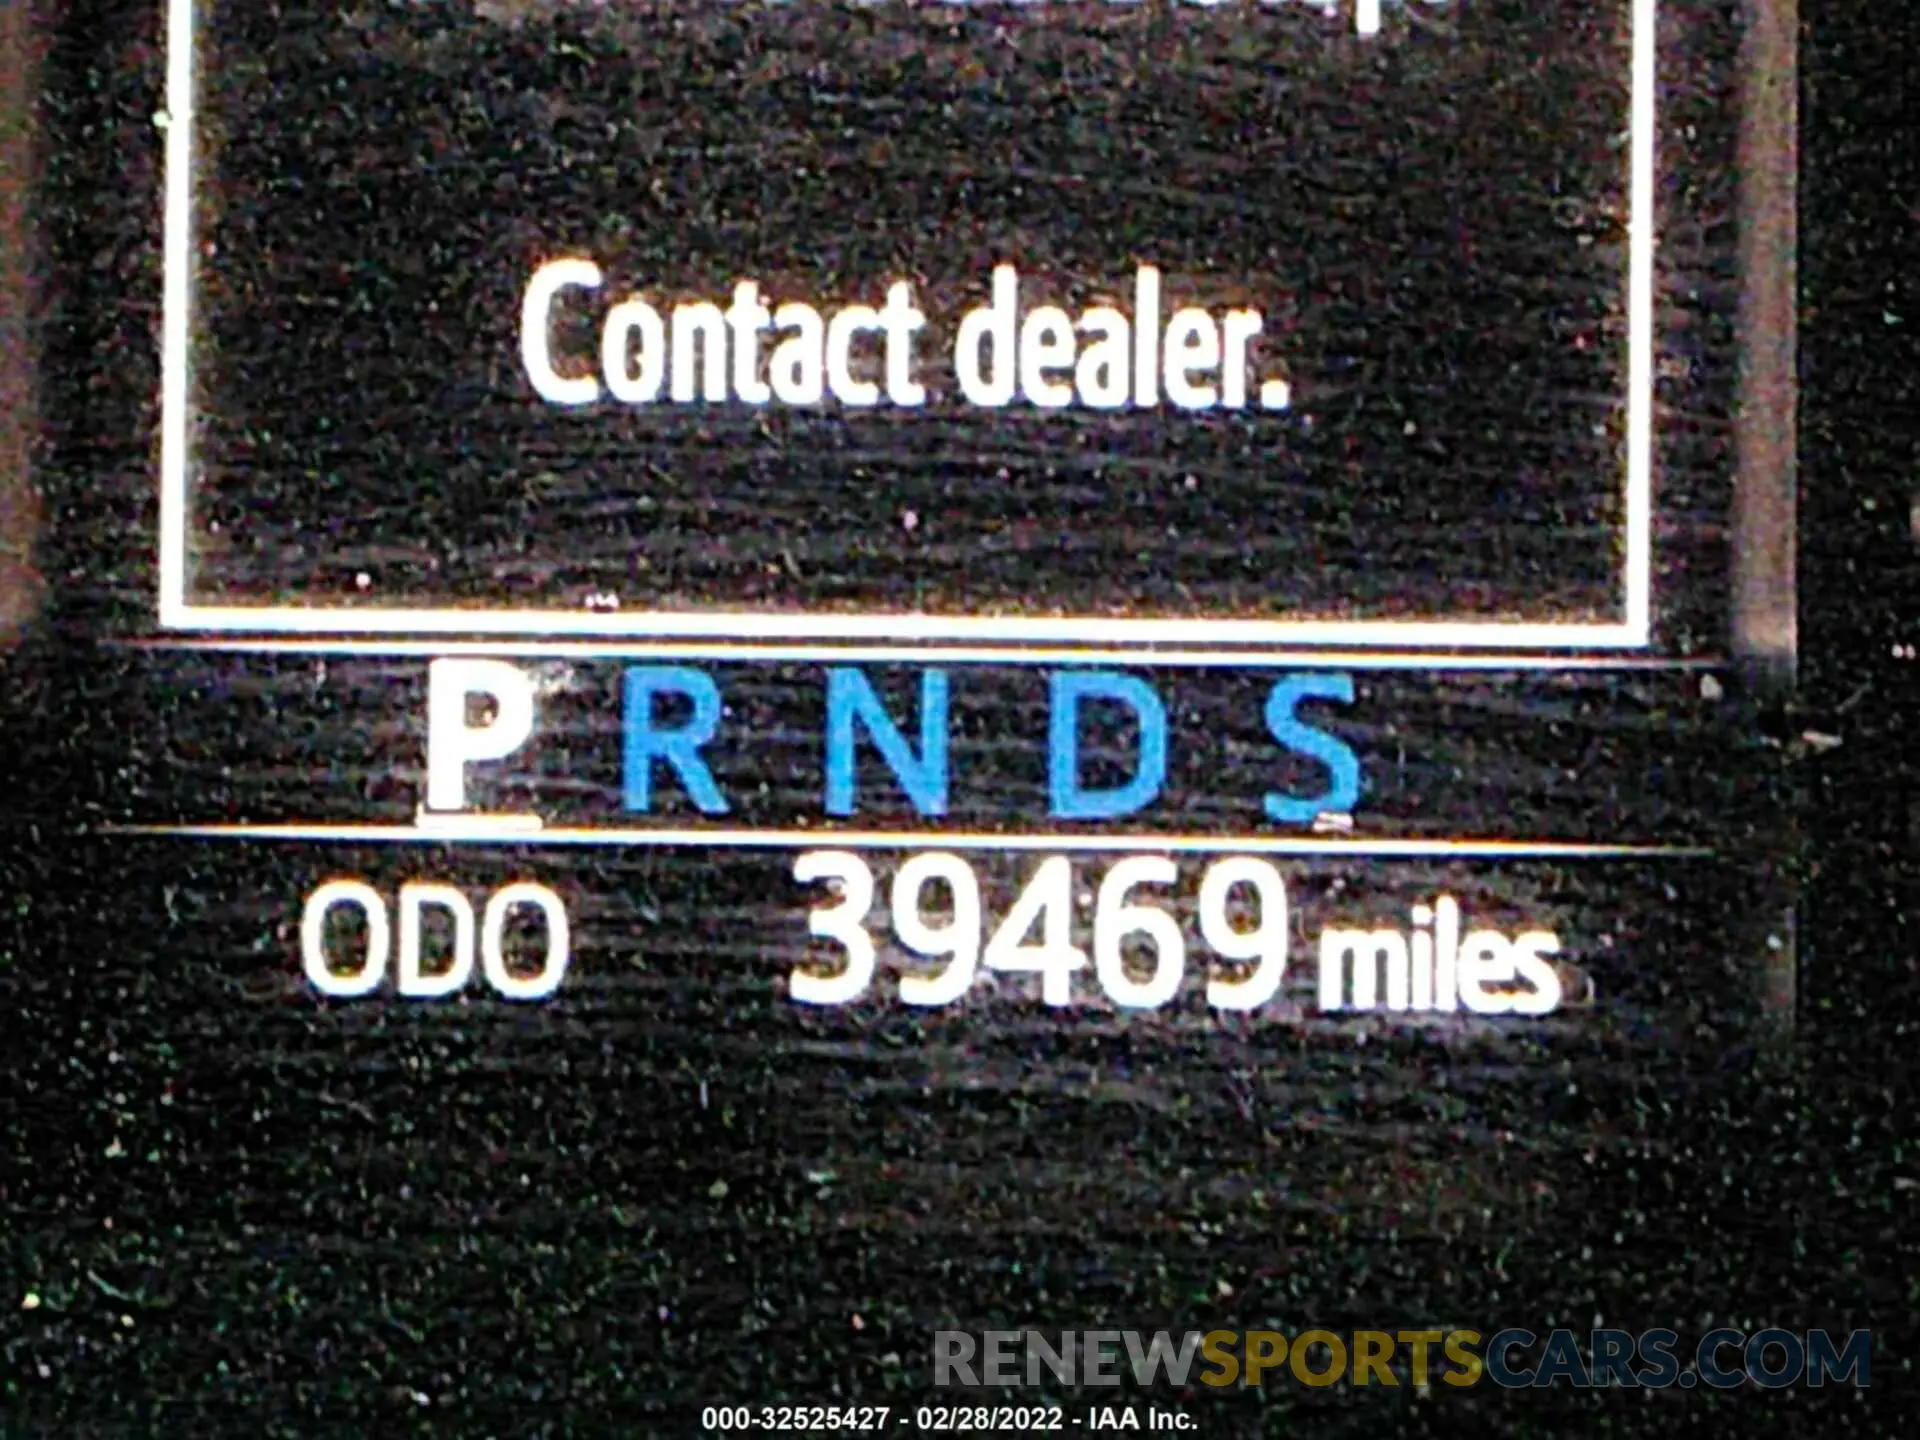 Contact dealer.
P R N D S
ODO 39469 miles
RENEWSPORTSCARS.COM
000-32525427 - 02/28/2022 - IAA Inc.